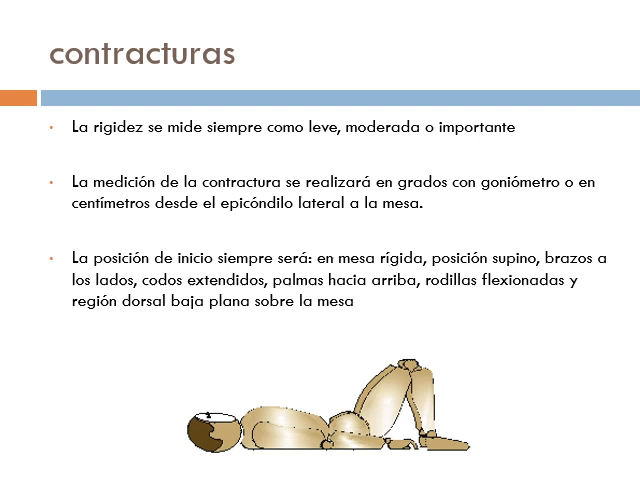 contracturas
• La rigidez se mide siempre como leve, moderada o importante
• La medición de la contractura se realizará en grados con goniómetro o en
centímetros desde el epicóndilo lateral a la mesa.
• La posición de inicio siempre será: en mesa rígida, posición supino, brazos a
los lados, codos extendidos, palmas hacia arriba, rodillas flexionadas y
región dorsal baja plana sobre la mesa